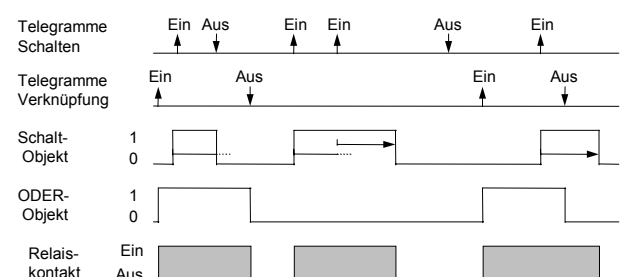 Telegramme Schalten Ein Aus Ein Ein Aus Ein
Telegramme Verknüpfung Ein Aus Ein Aus
Schalt-Objekt 1 0
ODER-Objekt 1 0
Relais-kontakt Ein Aus